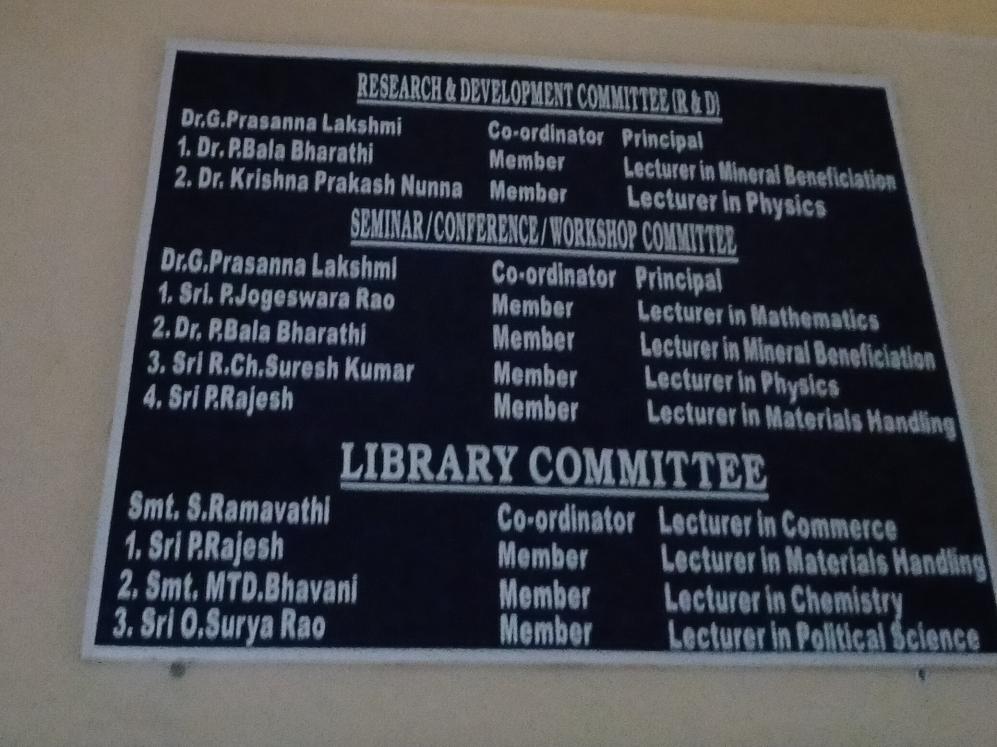 RESEARCH & DEVELOPMENT COMMITTEE (R & D)
Dr.G.Prasanna Lakshmi Co-ordinator Principal
1. Dr. P.Bala Bharathi Member Lecturer in Mineral Beneficiation
2. Dr. Krishna Prakash Nunna Member Lecturer in Physics
SEMINAR/CONFERENCE/WORKSHOP COMMITTEE
Dr.G.Prasanna Lakshmi Co-ordinator Principal
1. Sri. P.Jogeswara Rao Member Lecturer in Mathematics
2. Dr. P.Bala Bharathi Member Lecturer in Mineral Beneficiation
3. Sri R.Ch.Suresh Kumar Member Lecturer in Physics
4. Sri P.Rajesh Member Lecturer in Materials Handling
LIBRARY COMMITTEE
Smt. S.Ramavathi Co-ordinator Lecturer in Commerce
1. Sri P.Rajesh Member Lecturer in Materials Handling
2. Smt. MTD.Bhavani Member Lecturer in Chemistry
3. Sri O.Surya Rao Member Lecturer in Political Science